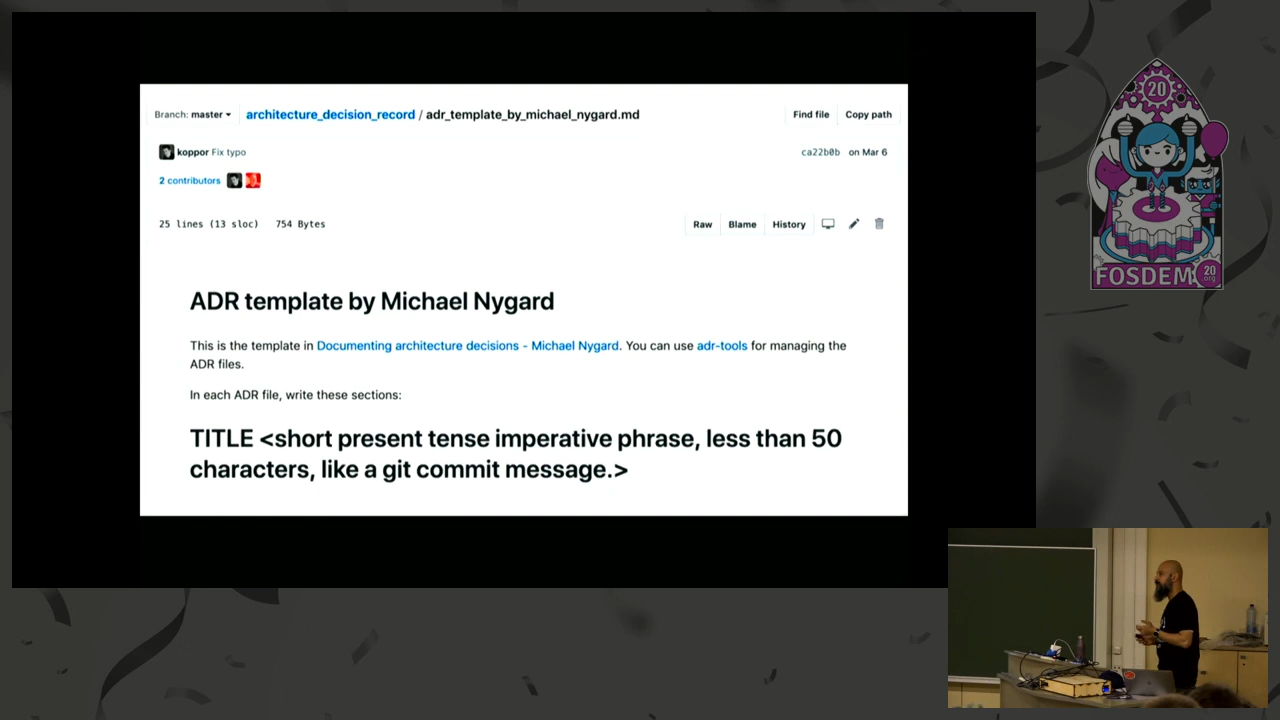 Branch: master
architecture_decision_record / adr_template_by_michael_nygard.md
Find file
Copy path
koppor Fix typo
ca22b0b on Mar 6
2 contributors
25 lines (13 sloc) 754 Bytes
Raw
Blame
History
ADR template by Michael Nygard
This is the template in Documenting architecture decisions - Michael Nygard. You can use adr-tools for managing the
ADR files.
In each ADR file, write these sections:
TITLE <short present tense imperative phrase, less than 50
characters, like a git commit message.>
20
FOSDEM
20
.org